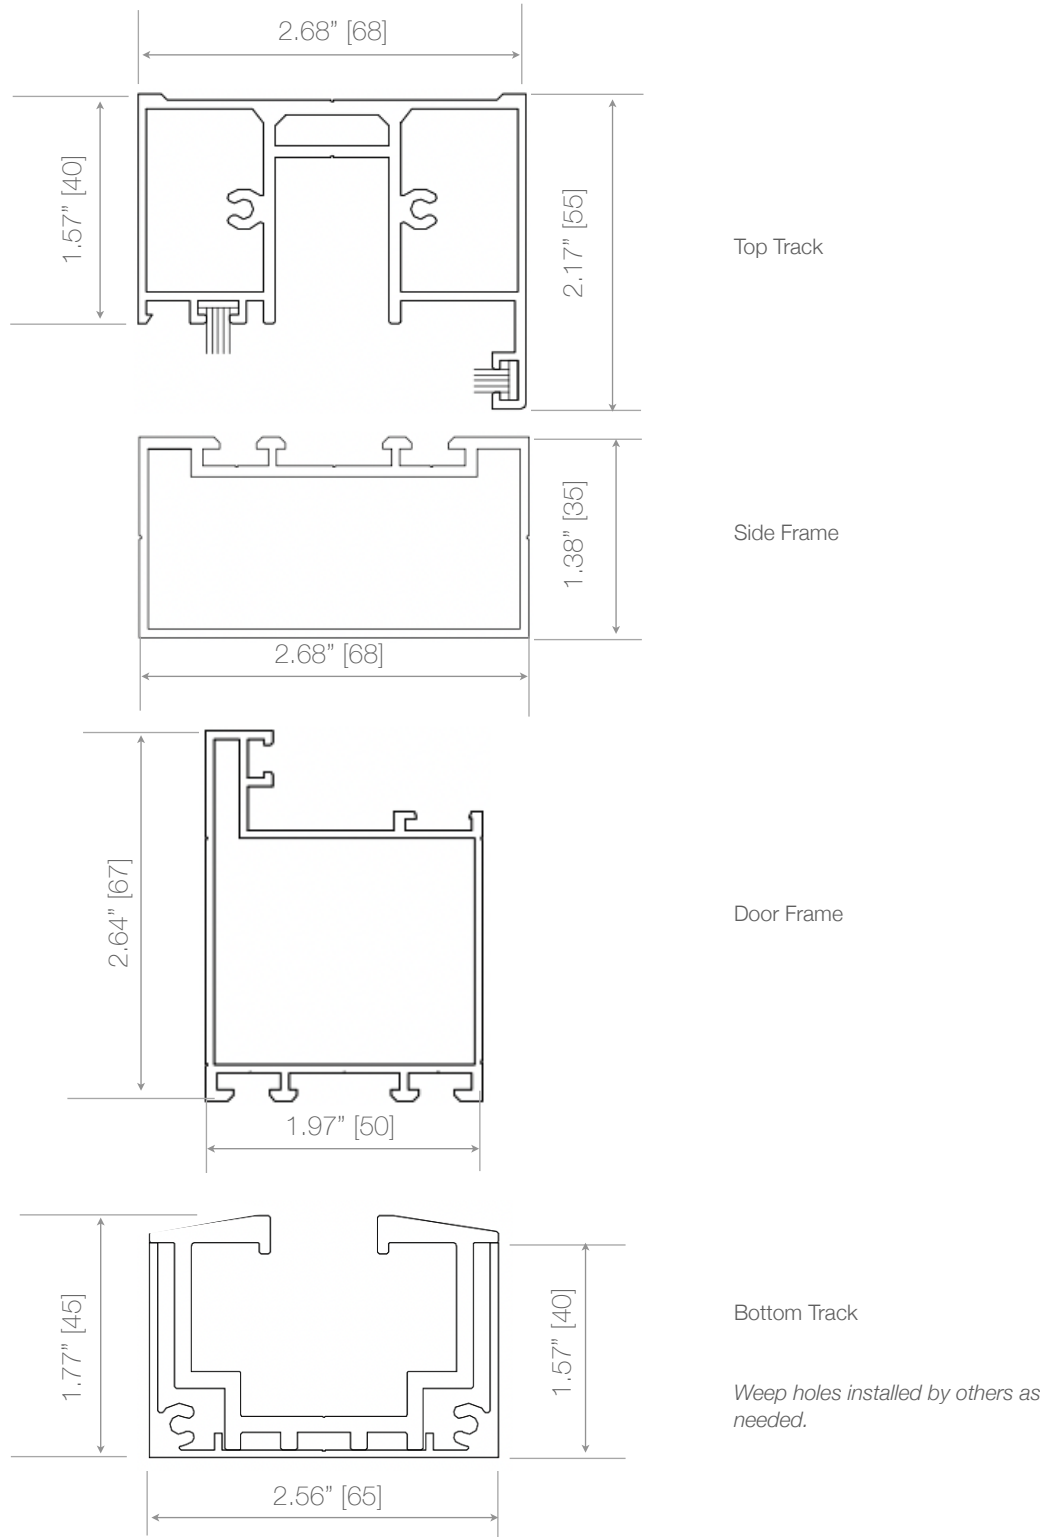 2.68” [68]
1.57” [40]
2.17” [55]
Top Track
1.38” [35]
Side Frame
2.68” [68]
2.64” [67]
Door Frame
1.97” [50]
1.77” [45]
1.57” [40]
Bottom Track
Weep holes installed by others as
needed.
2.56” [65]